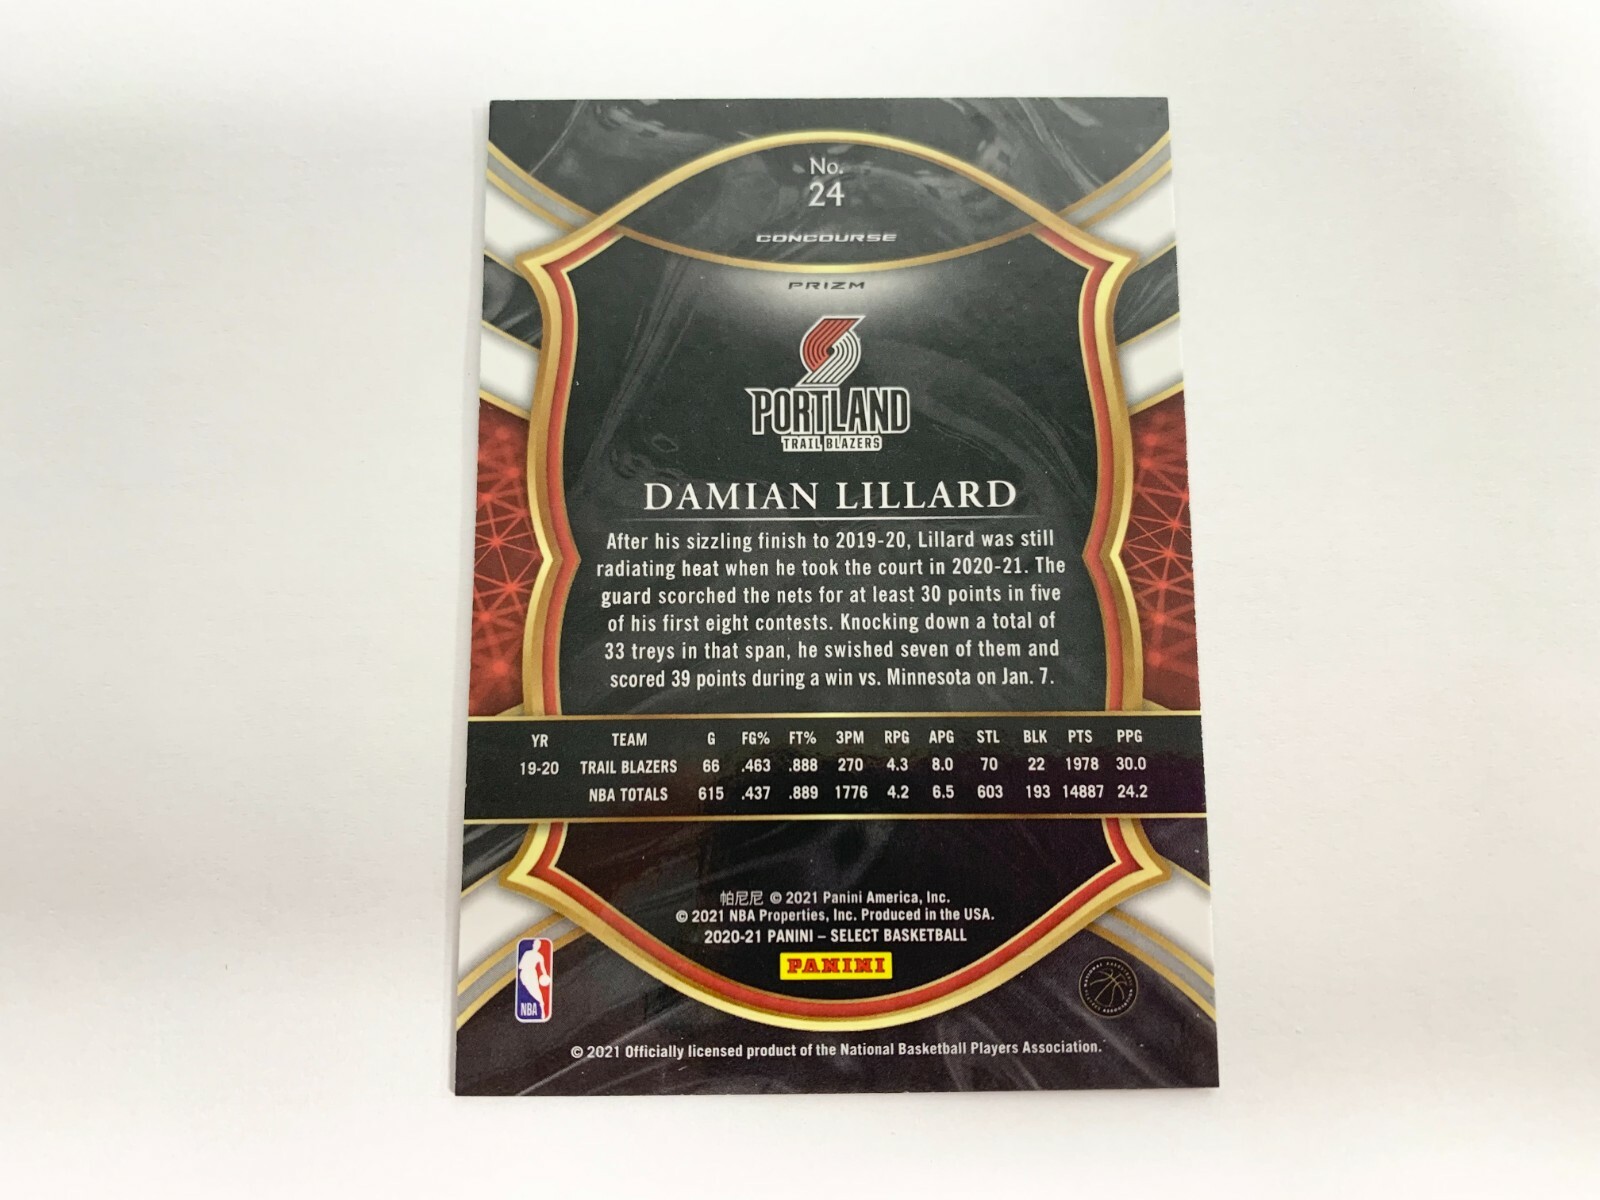 No.
24
CONCOURSE
PRIZM
PORTLAND
TRAIL BLAZERS
DAMIAN LILLARD
After his sizzling finish to 2019-20, Lillard was still
radiating heat when he took the court in 2020-21. The
guard scorched the nets for at least 30 points in five
of his first eight contests. Knocking down a total of
33 treys in that span, he swished seven of them and
scored 39 points during a win vs. Minnesota on Jan. 7.
YR TEAM G FG% FT% 3PM RPG APG STL BLK PTS PPG
19-20 TRAIL BLAZERS 66 .463 .888 270 4.3 8.0 70 22 1978 30.0
NBA TOTALS 615 .437 .889 1776 4.2 6.5 603 193 14887 24.2
帕尼尼 © 2021 Panini America, Inc.
© 2021 NBA Properties, Inc. Produced in the USA.
2020-21 PANINI – SELECT BASKETBALL
PANINI
NBA
© 2021 Officially licensed product of the National Basketball Players Association.